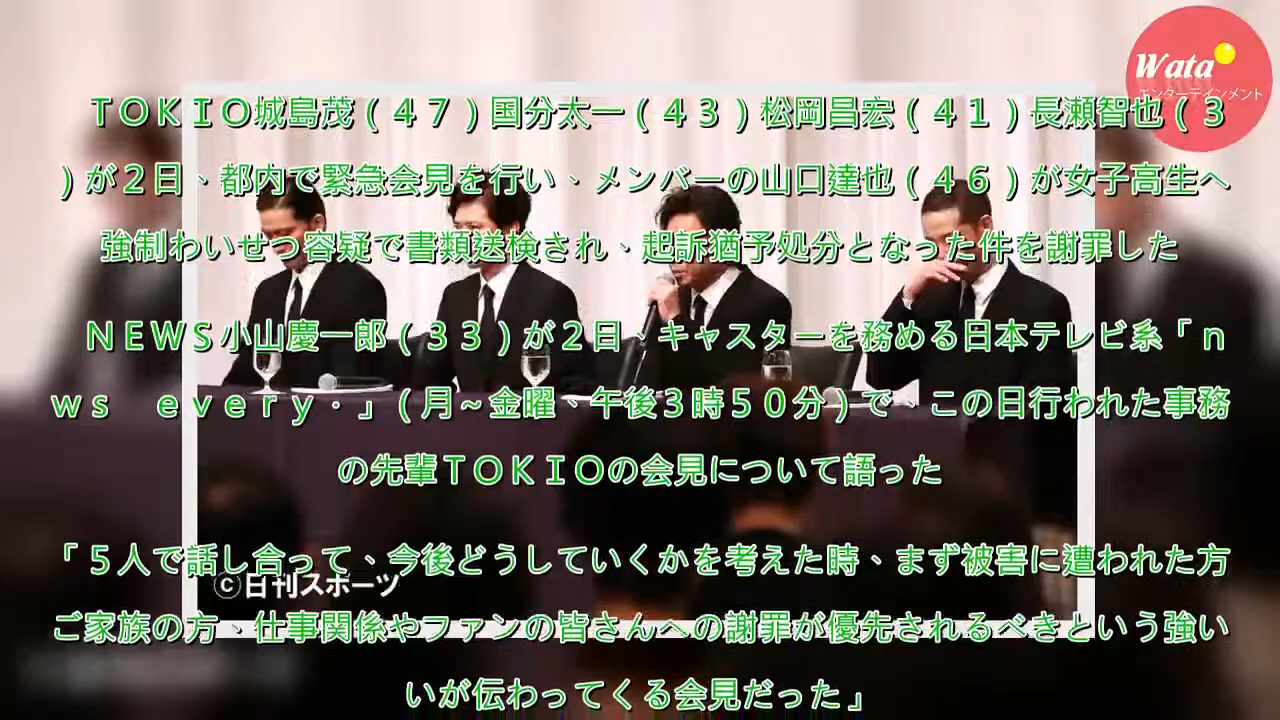 Wata
エンターテインメント
TOKIO城島茂(47)国分太一(43)松岡昌宏(41)長瀬智也(3
)が2日、都内で緊急会見を行い、メンバーの山口達也(46)が女子高生へ
強制わいせつ容疑で書類送検され、起訴猶予処分となった件を謝罪した
NEWS小山慶一郎(33)が2日、キャスターを務める日本テレビ系「n
ws every.」(月~金曜、午後3時50分)で、この日行われた事務
の先輩TOKIOの会見について語った
「5人で話し合って、今後どうしていくかを考えた時、まず被害に遭われた方
©日刊スポーツ
ご家族の方、仕事関係やファンの皆さんへの謝罪が優先されるべきという強い
いが伝わってくる会見だった」